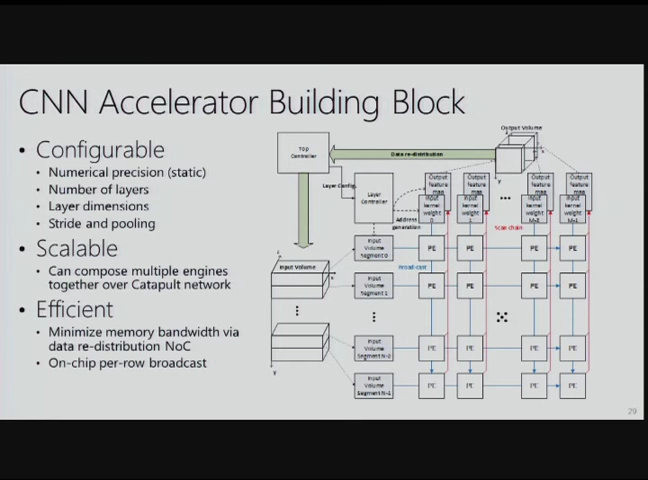 CNN Accelerator Building Block
• Configurable
• Numerical precision (static)
• Number of layers
• Layer dimensions
• Stride and pooling
• Scalable
• Can compose multiple engines
together over Catapult network
• Efficient
• Minimize memory bandwidth via
data re-distribution NoC
• On-chip per-row broadcast
Top
Controller
Data re-distribution
Output Volume
Layer Config.
Layer
Controller
Address
generation
Output
feature
map
Input
kernel
weight
0
Output
feature
map
Input
kernel
weight
1
...
Output
feature
map
Input
kernel
weight
M-2
Output
feature
map
Input
kernel
weight
M-1
Scan chain
Broadcast
Input Volume
Input
Volume
Segment 0
PE PE PE PE
Input
Volume
Segment 1
PE PE PE PE
Input
Volume
Segment N-2
PE PE PE PE
Input
Volume
Segment N-1
PE PE PE PE
x
y
29